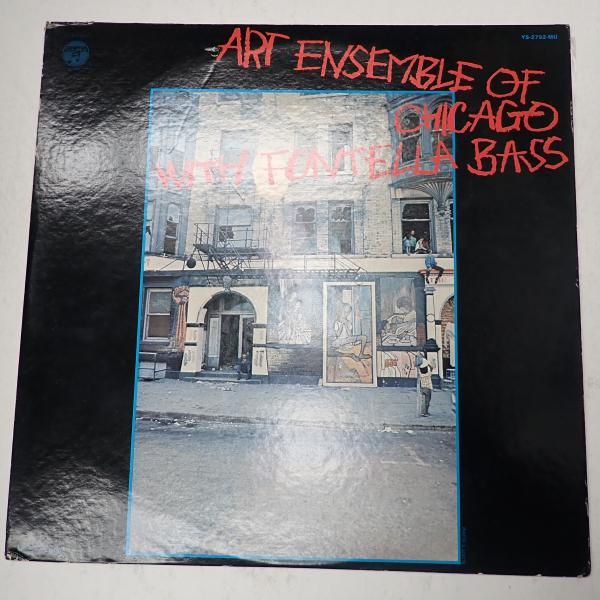 YS-2792-MU
ART ENSEMBLE OF
CHICAGO
WITH FONTELLA BASS